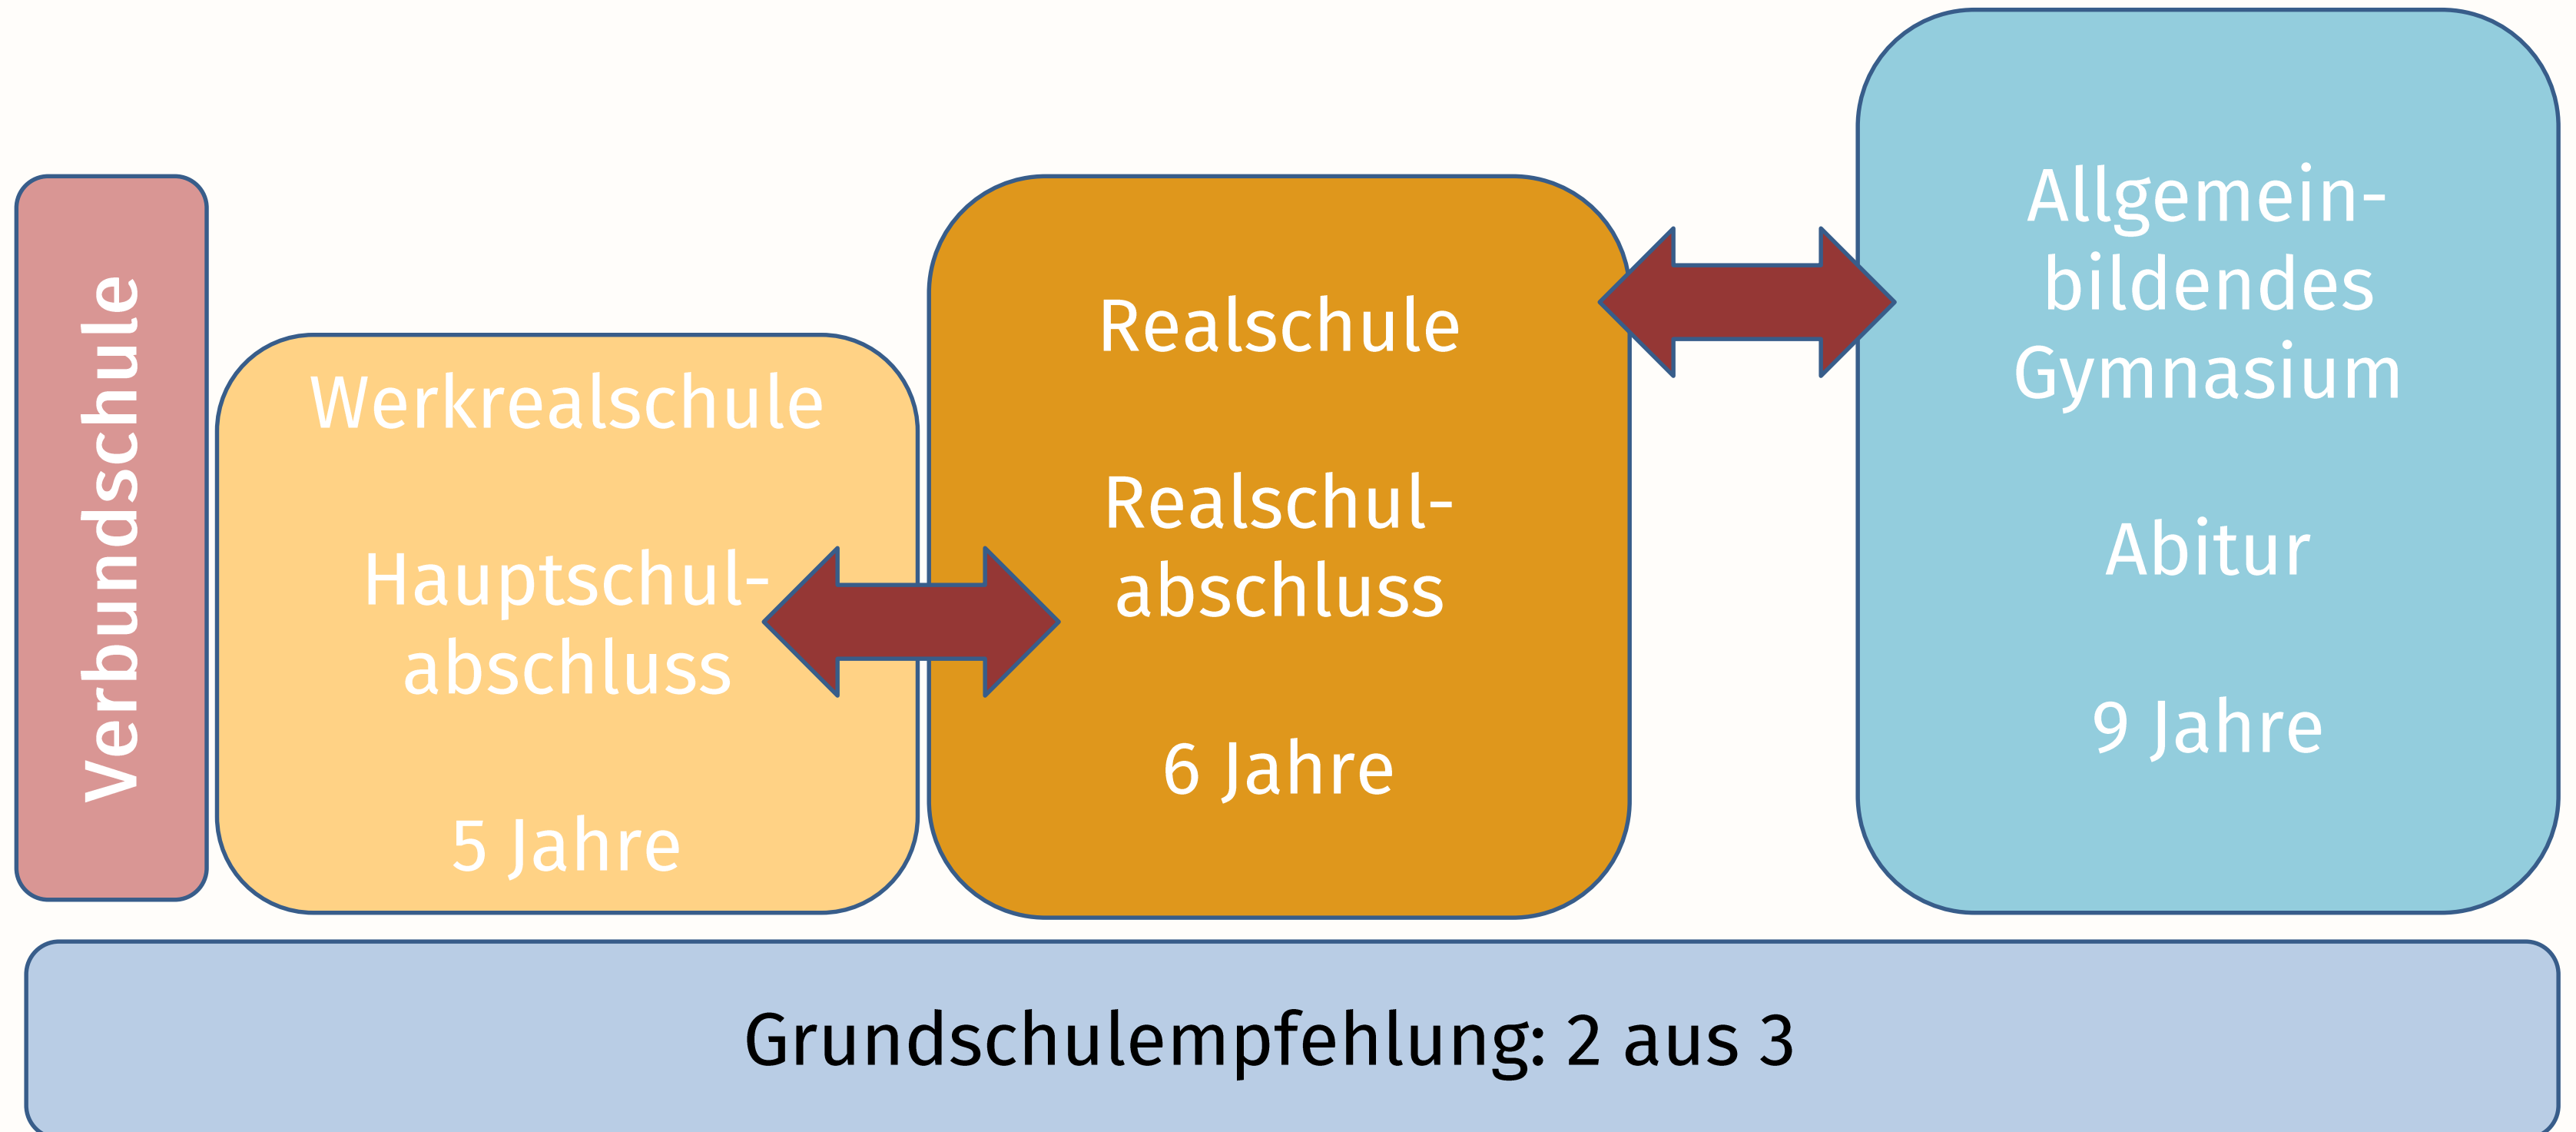 Verbundschule
Werkrealschule
Hauptschul-
abschluss
5 Jahre
Realschule
Realschul-
abschluss
6 Jahre
Allgemein-
bildendes
Gymnasium
Abitur
9 Jahre
Grundschulempfehlung: 2 aus 3